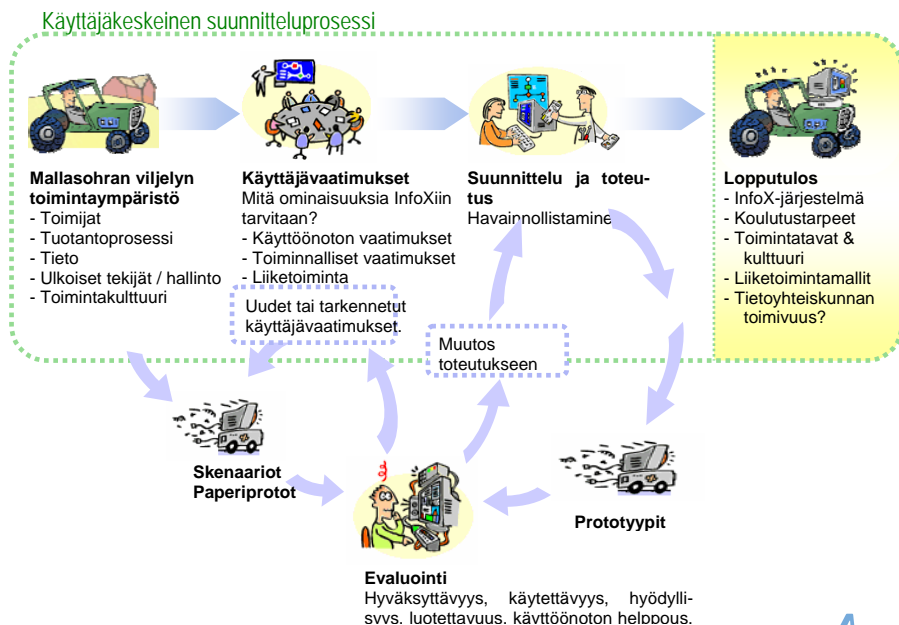 Käyttäjäkeskeinen suunnitteluprosessi
Mallasohran viljelyn
toimintaympäristö
- Toimijat
- Tuotantoprosessi
- Tieto
- Ulkoiset tekijät / hallinto
- Toimintakulttuuri
Käyttäjävaatimukset
Mitä ominaisuuksia InfoXiin
tarvitaan?
- Käyttöönoton vaatimukset
- Toiminnalliset vaatimukset
- Liiketoiminta
Suunnittelu ja toteu-
tus
Havainnollistamine
Lopputulos
- InfoX-järjestelmä
- Koulutustarpeet
- Toimintatavat &
kulttuuri
- Liiketoimintamallit
- Tietoyhteiskunnan
toimivuus?
Uudet tai tarkennetut
käyttäjävaatimukset.
Muutos
toteutukseen
Skenaariot
Paperiprotot
Prototyypit
Evaluointi
Hyväksyttävyys, käytettävyys, hyödylli-
syys, luotettavuus, käyttöönoton helppous,